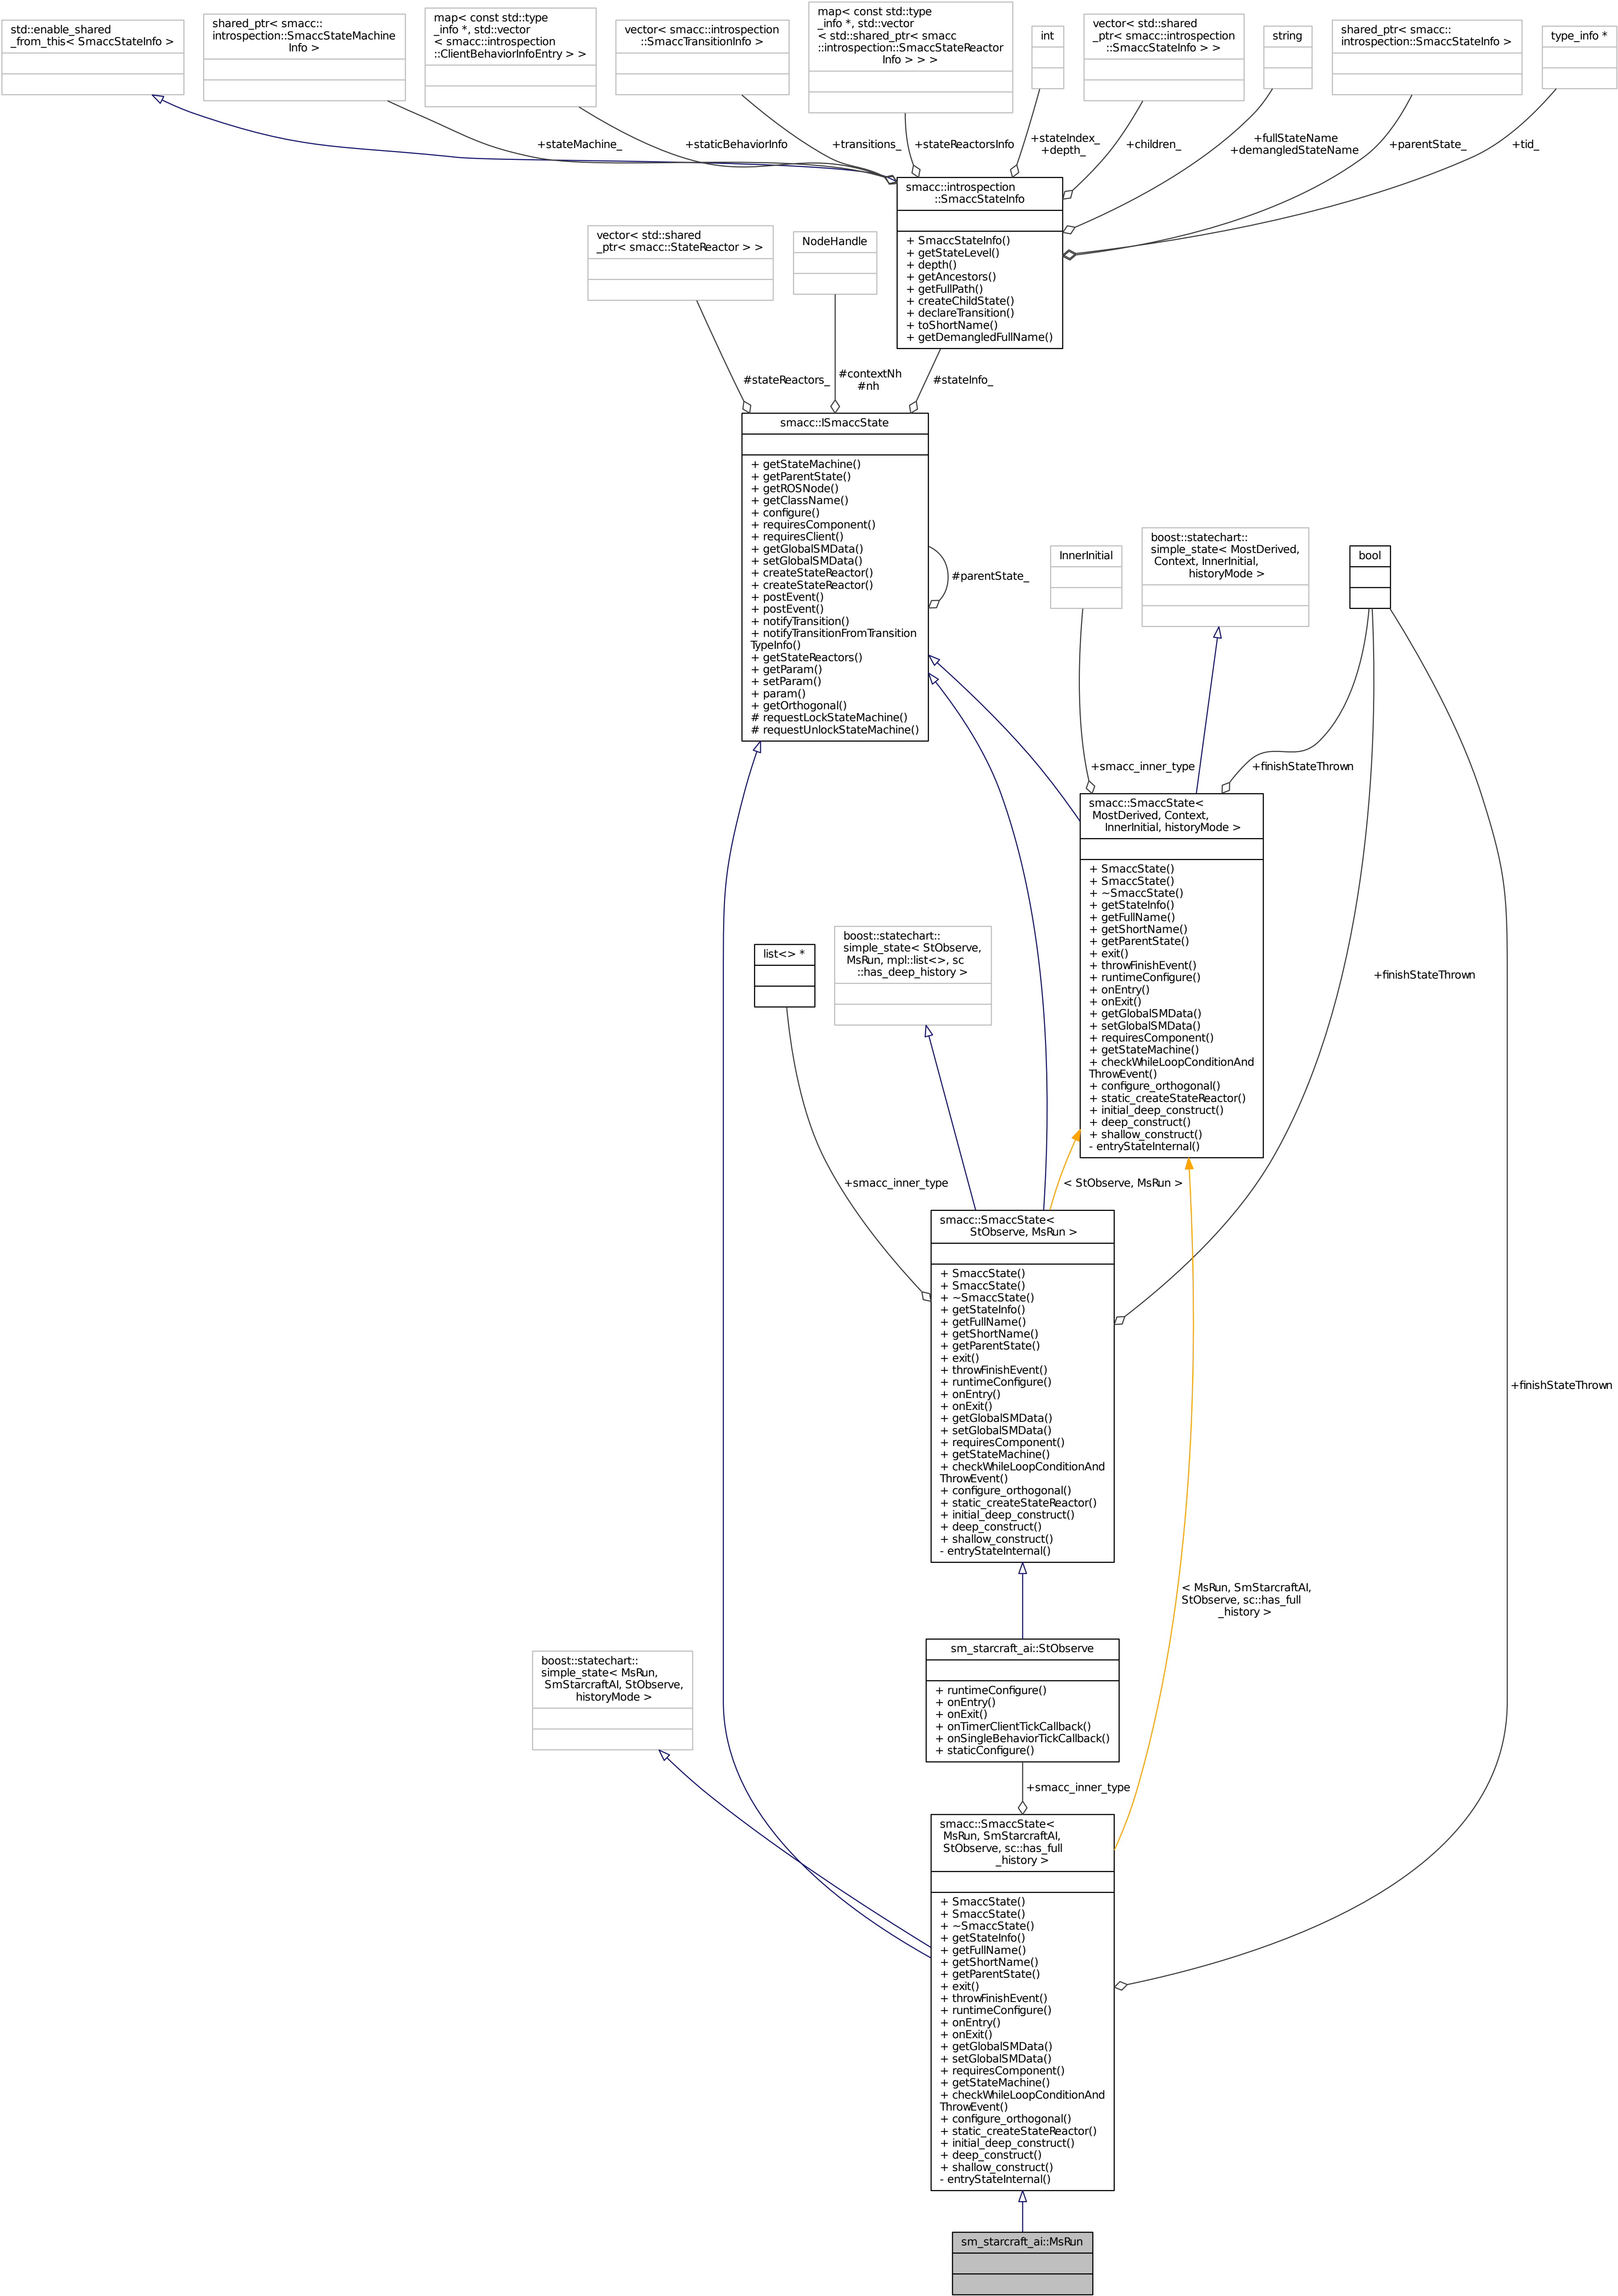 std::enable_shared
_from_this< SmaccStateInfo >
shared_ptr< smacc::
introspection::SmaccStateMachine
Info >
map< const std::type
_info *, std::vector
< smacc::introspection
::ClientBehaviorInfoEntry > >
vector< smacc::introspection
::SmaccTransitionInfo >
map< const std::type
_info *, std::vector
< std::shared_ptr< smacc
::introspection::SmaccStateReactor
Info > > >
int
vector< std::shared
_ptr< smacc::introspection
::SmaccStateInfo > >
string
shared_ptr< smacc::
introspection::SmaccStateInfo >
type_info *
+stateMachine_
+staticBehaviorInfo
+transitions_
+stateReactorsInfo
+stateIndex_
+depth_
+children_
+fullStateName
+demangledStateName
+parentState_
+tid_
smacc::introspection
::SmaccStateInfo
+ SmaccStateInfo()
+ getStateLevel()
+ depth()
+ getAncestors()
+ getFullPath()
+ createChildState()
+ declareTransition()
+ toShortName()
+ getDemangledFullName()
vector< std::shared
_ptr< smacc::StateReactor > >
NodeHandle
#stateReactors_
#contextNh
#nh
#stateInfo_
smacc::ISmaccState
+ getStateMachine()
+ getParentState()
+ getROSNode()
+ getClassName()
+ configure()
+ requiresComponent()
+ requiresClient()
+ getGlobalSMData()
+ setGlobalSMData()
+ createStateReactor()
+ createStateReactor()
+ postEvent()
+ postEvent()
+ notifyTransition()
+ notifyTransitionFromTransition
TypeInfo()
+ getStateReactors()
+ getParam()
+ setParam()
+ param()
+ getOrthogonal()
# requestLockStateMachine()
# requestUnlockStateMachine()
#parentState_
InnerInitial
boost::statechart::
simple_state< MostDerived,
Context, InnerInitial,
historyMode >
bool
+smacc_inner_type
+finishStateThrown
smacc::SmaccState<
MostDerived, Context,
InnerInitial, historyMode >
+ SmaccState()
+ SmaccState()
+ ~SmaccState()
+ getStateInfo()
+ getFullName()
+ getShortName()
+ getParentState()
+ exit()
+ throwFinishEvent()
+ runtimeConfigure()
+ onEntry()
+ onExit()
+ getGlobalSMData()
+ setGlobalSMData()
+ requiresComponent()
+ getStateMachine()
+ checkWhileLoopConditionAnd
ThrowEvent()
+ configure_orthogonal()
+ static_createStateReactor()
+ initial_deep_construct()
+ deep_construct()
+ shallow_construct()
- entryStateInternal()
list<> *
boost::statechart::
simple_state< StObserve,
MsRun, mpl::list<>, sc
::has_deep_history >
+finishStateThrown
+smacc_inner_type
< StObserve, MsRun >
smacc::SmaccState<
StObserve, MsRun >
+ SmaccState()
+ SmaccState()
+ ~SmaccState()
+ getStateInfo()
+ getFullName()
+ getShortName()
+ getParentState()
+ exit()
+ throwFinishEvent()
+ runtimeConfigure()
+ onEntry()
+ onExit()
+ getGlobalSMData()
+ setGlobalSMData()
+ requiresComponent()
+ getStateMachine()
+ checkWhileLoopConditionAnd
ThrowEvent()
+ configure_orthogonal()
+ static_createStateReactor()
+ initial_deep_construct()
+ deep_construct()
+ shallow_construct()
- entryStateInternal()
+finishStateThrown
< MsRun, SmStarcraftAI,
StObserve, sc::has_full
_history >
sm_starcraft_ai::StObserve
+ runtimeConfigure()
+ onEntry()
+ onExit()
+ onTimerClientTickCallback()
+ onSingleBehaviorTickCallback()
+ staticConfigure()
boost::statechart::
simple_state< MsRun,
SmStarcraftAI, StObserve,
historyMode >
+smacc_inner_type
smacc::SmaccState<
MsRun, SmStarcraftAI,
StObserve, sc::has_full
_history >
+ SmaccState()
+ SmaccState()
+ ~SmaccState()
+ getStateInfo()
+ getFullName()
+ getShortName()
+ getParentState()
+ exit()
+ throwFinishEvent()
+ runtimeConfigure()
+ onEntry()
+ onExit()
+ getGlobalSMData()
+ setGlobalSMData()
+ requiresComponent()
+ getStateMachine()
+ checkWhileLoopConditionAnd
ThrowEvent()
+ configure_orthogonal()
+ static_createStateReactor()
+ initial_deep_construct()
+ deep_construct()
+ shallow_construct()
- entryStateInternal()
sm_starcraft_ai::MsRun